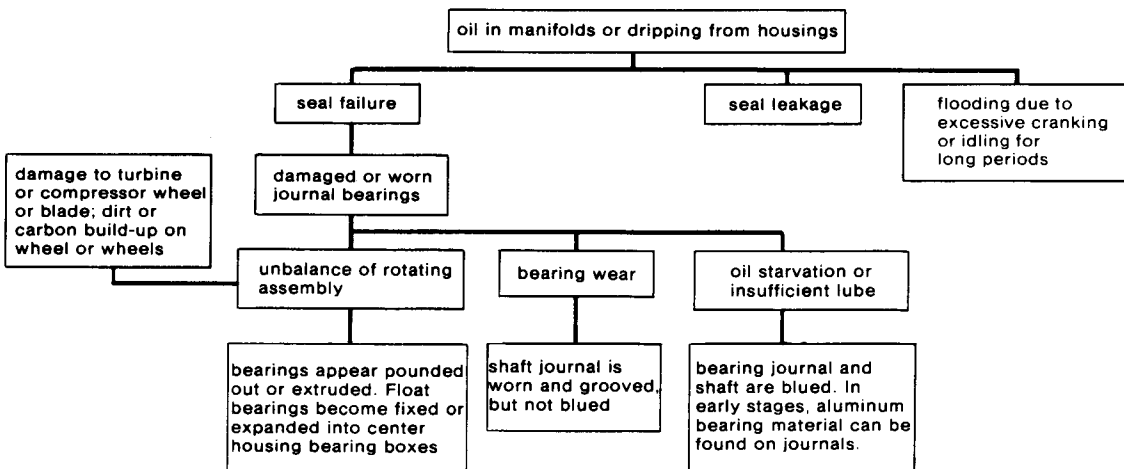 oil in manifolds or dripping from housings
seal failure
seal leakage
flooding due to
excessive cranking
or idling for
long periods
damage to turbine
or compressor wheel
or blade; dirt or
carbon build-up on
wheel or wheels
damaged or worn
journal bearings
unbalance of rotating
assembly
bearing wear
oil starvation or
insufficient lube
bearings appear pounded
out or extruded. Float
bearings become fixed or
expanded into center
housing bearing boxes
shaft journal is
worn and grooved,
but not blued
bearing journal and
shaft are blued. In
early stages, aluminum
bearing material can be
found on journals.